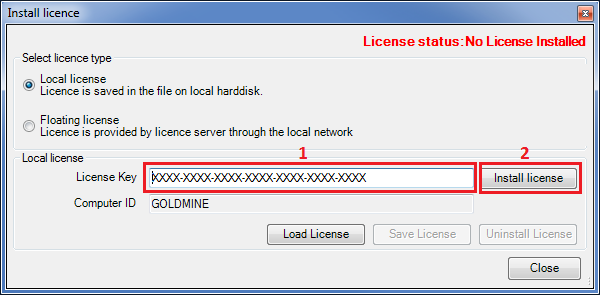 Install licence
License status: No License Installed
Select licence type
Local license
Licence is saved in the file on local harddisk.
Floating license
Licence is provided by licence server through the local network
Local license
1
2
License Key
XXXX-XXXX-XXXX-XXXX-XXXX-XXXX-XXXX
Install license
Computer ID
GOLDMINE
Load License
Save License
Uninstall License
Close